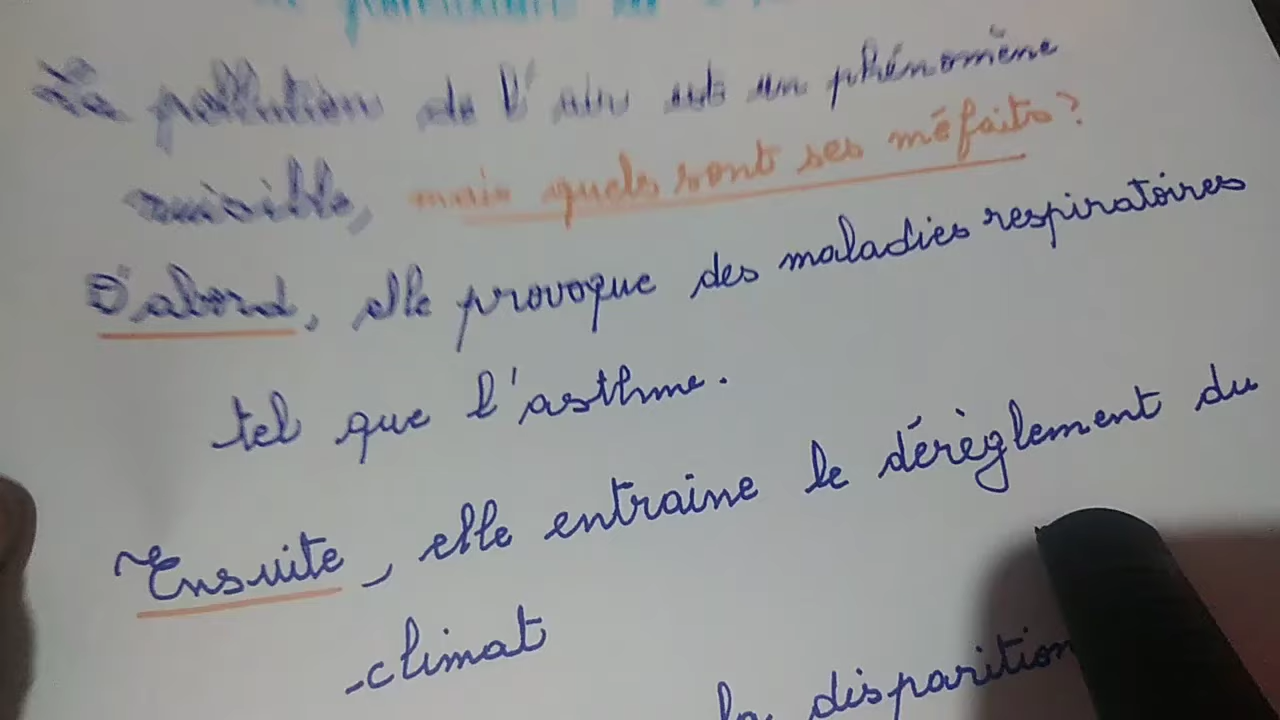 La pollution de l'air est un phénomène
nuisible, mais quels sont ses méfaits?
D'abord, elle provoque des maladies respiratoires
tel que l'asthme.
Ensuite, elle entraine le dérèglement du
climat
la disparition